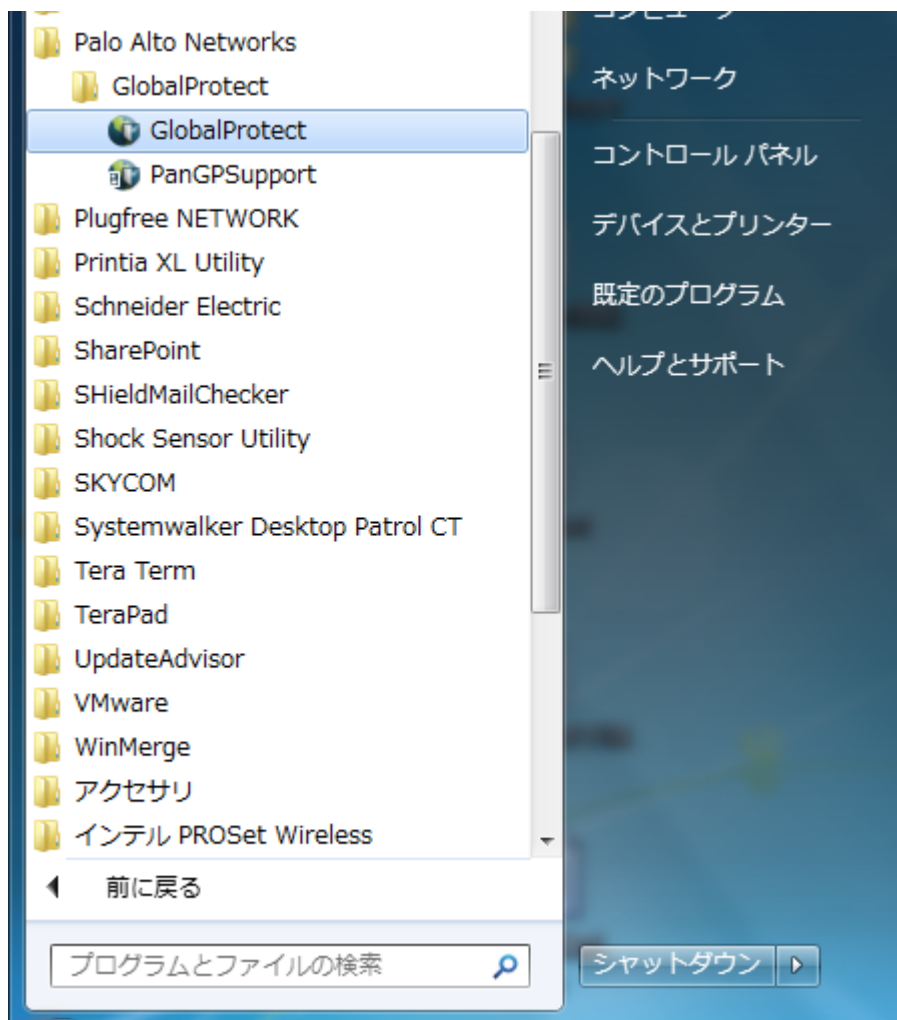 Palo Alto Networks
GlobalProtect
GlobalProtect
PanGPSupport
Plugfree NETWORK
Printia XL Utility
Schneider Electric
SharePoint
SHieldMailChecker
Shock Sensor Utility
SKYCOM
Systemwalker Desktop Patrol CT
Tera Term
TeraPad
UpdateAdvisor
VMware
WinMerge
アクセサリ
インテル PROSet Wireless
前に戻る
プログラムとファイルの検索
ネットワーク
コントロール パネル
デバイスとプリンター
既定のプログラム
ヘルプとサポート
シャットダウン